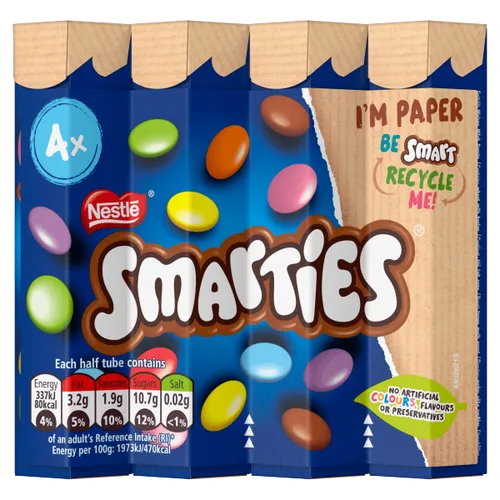 4x
I'M PAPER
BE SMART
RECYCLE
ME!
Nestlé
SMARTIES
Each half tube contains
Energy Fat Saturates Sugars Salt
337kJ
80kcal 3.2g 1.9g 10.7g 0.02g
4% 5% 10% 12% <1%
of an adult's Reference Intake (RI)*
Energy per 100g: 1973kJ/470kcal
NO ARTIFICIAL
COLOURS, FLAVOURS
OR PRESERVATIVES